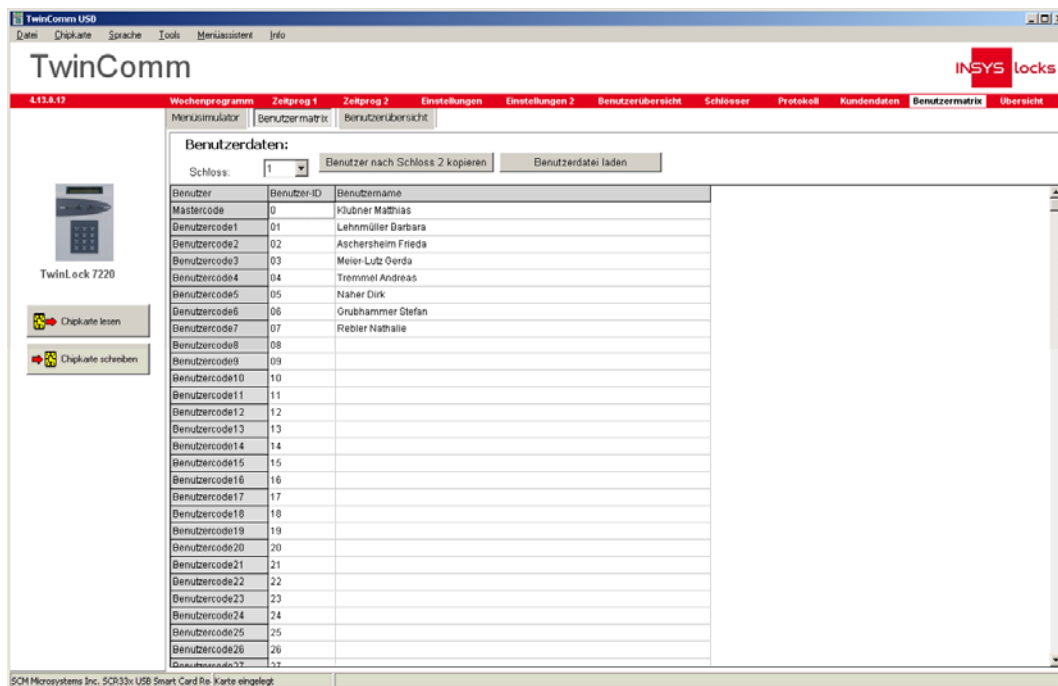 TwinComm USB
Datei Chipkarte Sprache Tools Menüassistent Info
TwinComm
INSYS locks
4.13.0.12 Wochenprogramm Zeitprog 1 Zeitprog 2 Einstellungen Einstellungen 2 Benutzerübersicht Schlösser Protokoll Kundendaten Benutzermatrix Übersicht
Menüsimulator Benutzermatrix Benutzerübersicht
Benutzerdaten:
Schloss: 1 Benutzer nach Schloss 2 kopieren Benutzerdatei laden
Benutzer Benutzer-ID Benutzername
Mastercode 0 Klubner Matthias
Benutzercode1 01 Lehnmüller Barbara
Benutzercode2 02 Aschersheim Frieda
Benutzercode3 03 Meier-Lutz Gerda
Benutzercode4 04 Tremmel Andreas
Benutzercode5 05 Naher Dirk
Benutzercode6 06 Grubhammer Stefan
Benutzercode7 07 Rebler Nathalie
Benutzercode8 08
Benutzercode9 09
Benutzercode10 10
Benutzercode11 11
Benutzercode12 12
Benutzercode13 13
Benutzercode14 14
Benutzercode15 15
Benutzercode16 16
Benutzercode17 17
Benutzercode18 18
Benutzercode19 19
Benutzercode20 20
Benutzercode21 21
Benutzercode22 22
Benutzercode23 23
Benutzercode24 24
Benutzercode25 25
Benutzercode26 26
Benutzercode27 27
TwinLock 7220
Chipkarte lesen
Chipkarte schreiben
SCM Microsystems Inc. SCR33x USB Smart Card Re Karte eingelegt